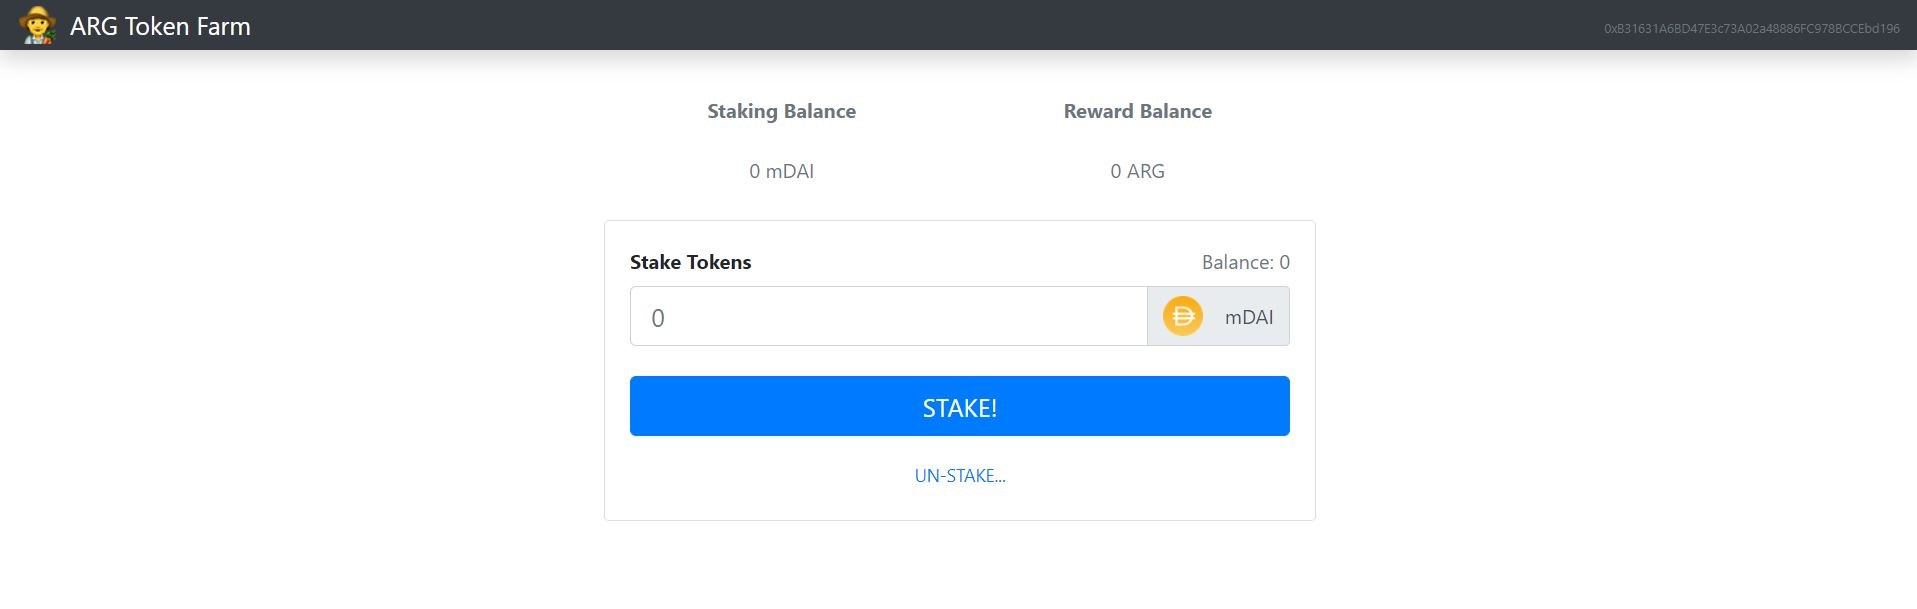 ARG Token Farm
0xB31631A6BD47E3c73A02a48886FC978BCCEbd196
Staking Balance Reward Balance
0 mDAI 0 ARG
Stake Tokens Balance: 0
0 mDAI
STAKE!
UN-STAKE...